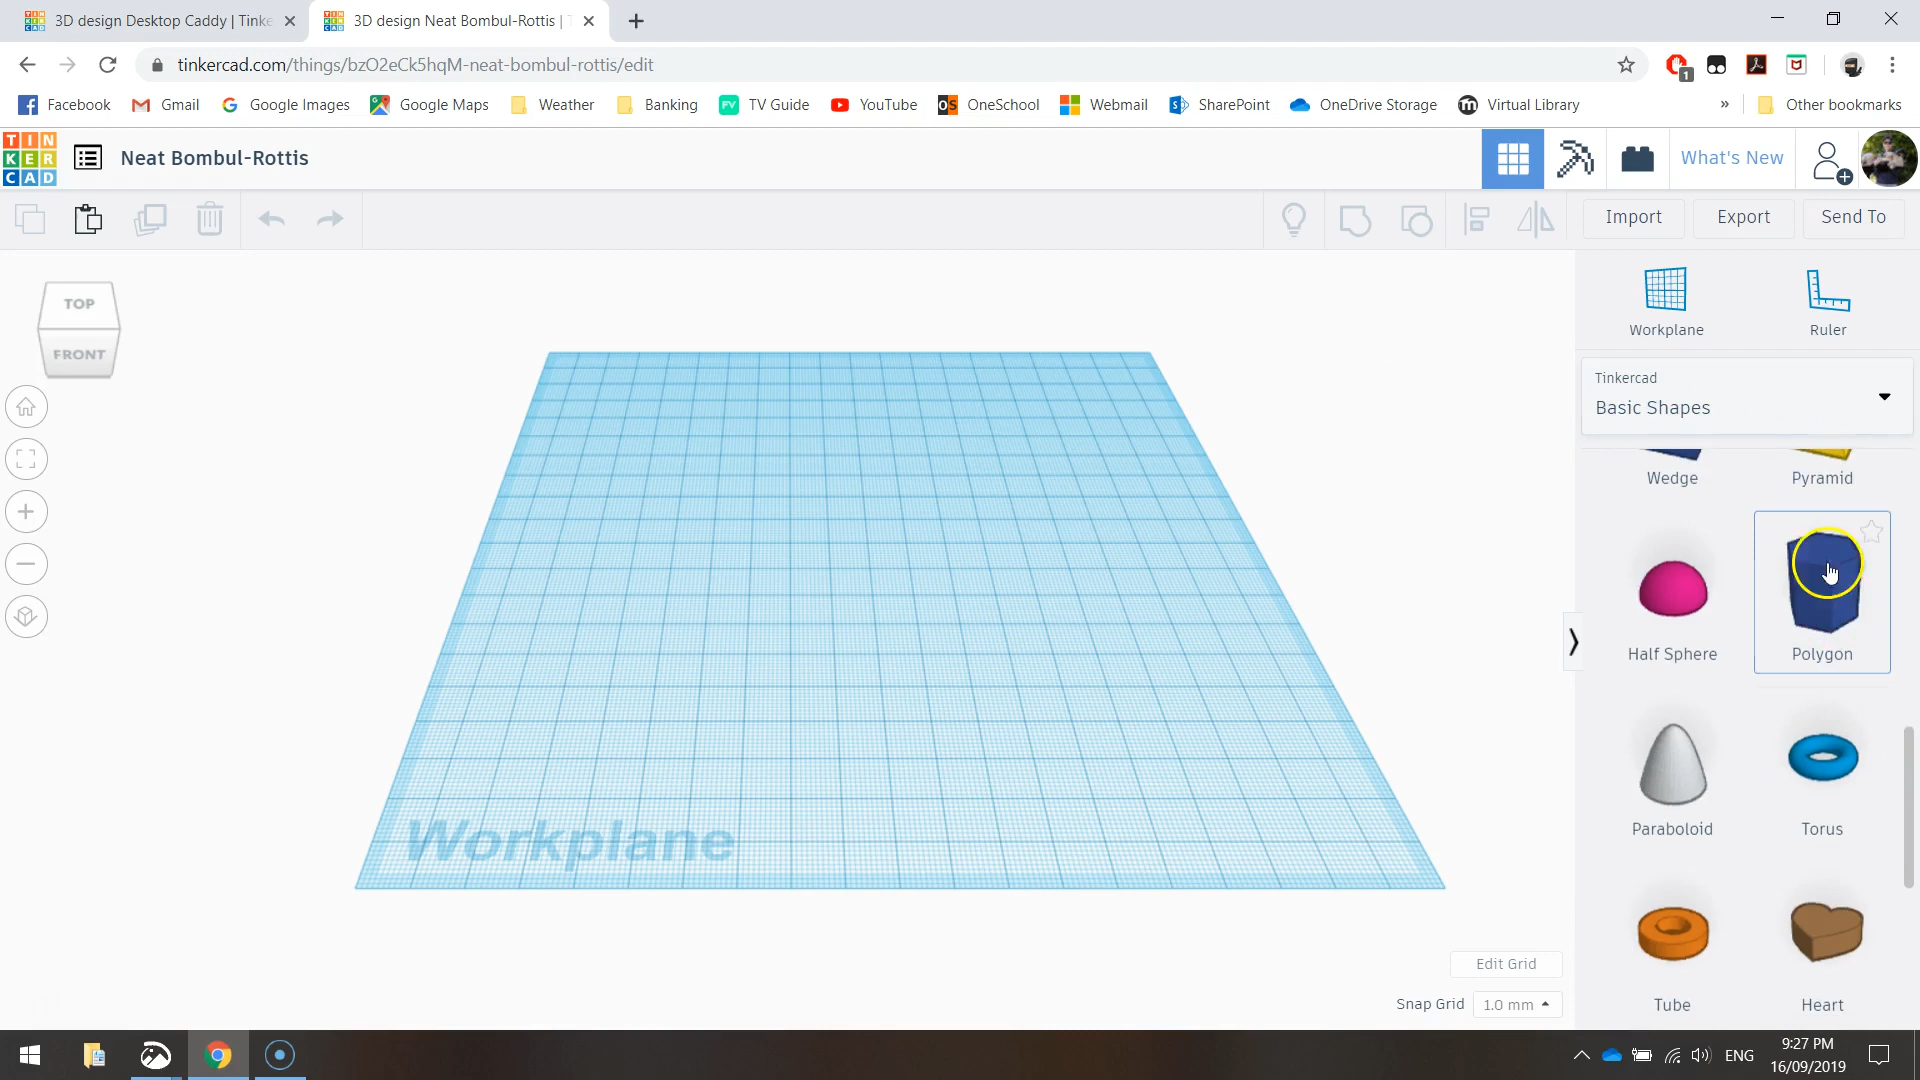 3D design Desktop Caddy | Tinke
3D design Neat Bombul-Rottis |
tinkercad.com/things/bzO2eCk5hqM-neat-bombul-rottis/edit
1
Facebook
Gmail
Google Images
Google Maps
Weather
Banking
TV Guide
YouTube
OneSchool
Webmail
SharePoint
OneDrive Storage
Virtual Library
»
Other bookmarks
TIN
KER
CAD
Neat Bombul-Rottis
What's New
Import
Export
Send To
TOP
FRONT
Workplane
Ruler
Tinkercad
Basic Shapes
Wedge
Pyramid
Half Sphere
Polygon
Paraboloid
Torus
Tube
Heart
Workplane
Edit Grid
Snap Grid
1.0 mm
ENG
9:27 PM
16/09/2019